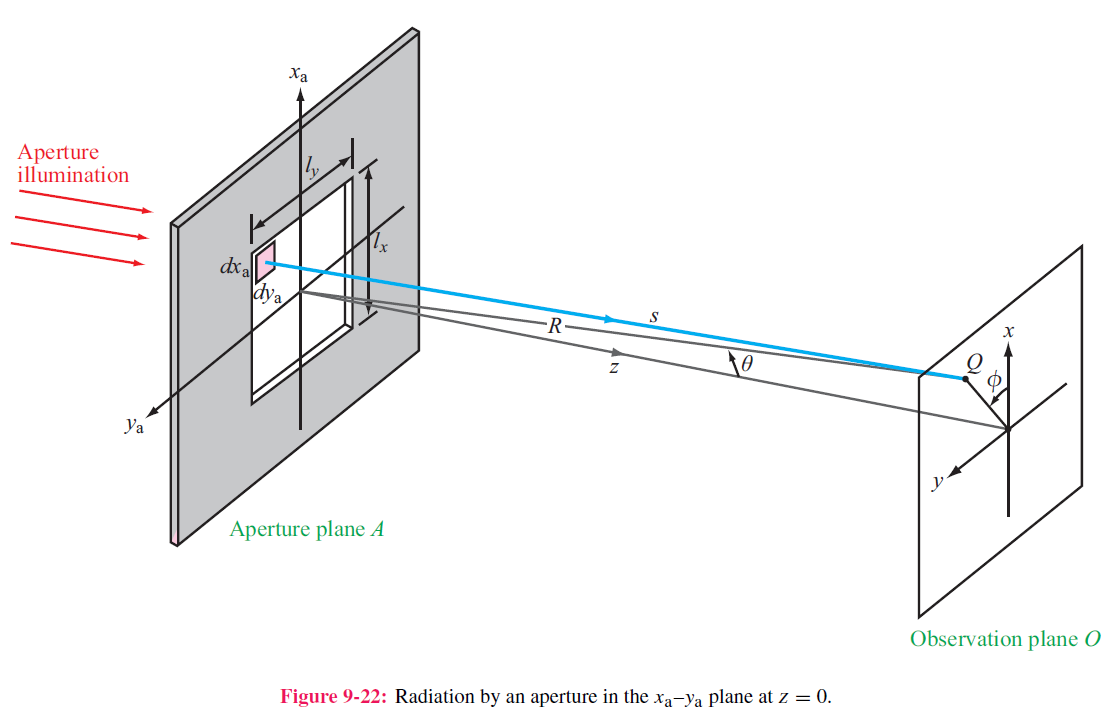 xa
Aperture
illumination
ly
lx
dxa
dya
s
R
z
θ
x
Q
ϕ
ya
y
Aperture plane A
Observation plane O
Figure 9-22: Radiation by an aperture in the xa–ya plane at z = 0.